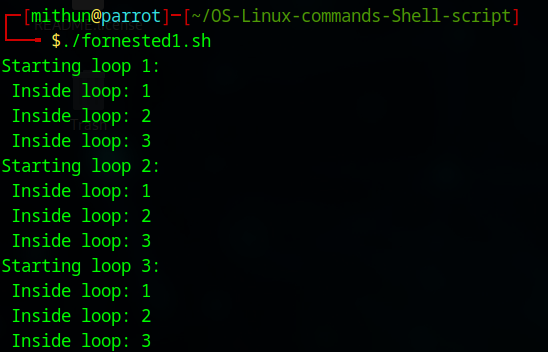 [mithun@parrot]─[~/OS-Linux-commands-Shell-script]
$./fornested1.sh
Starting loop 1:
Inside loop: 1
Inside loop: 2
Inside loop: 3
Starting loop 2:
Inside loop: 1
Inside loop: 2
Inside loop: 3
Starting loop 3:
Inside loop: 1
Inside loop: 2
Inside loop: 3
Trash